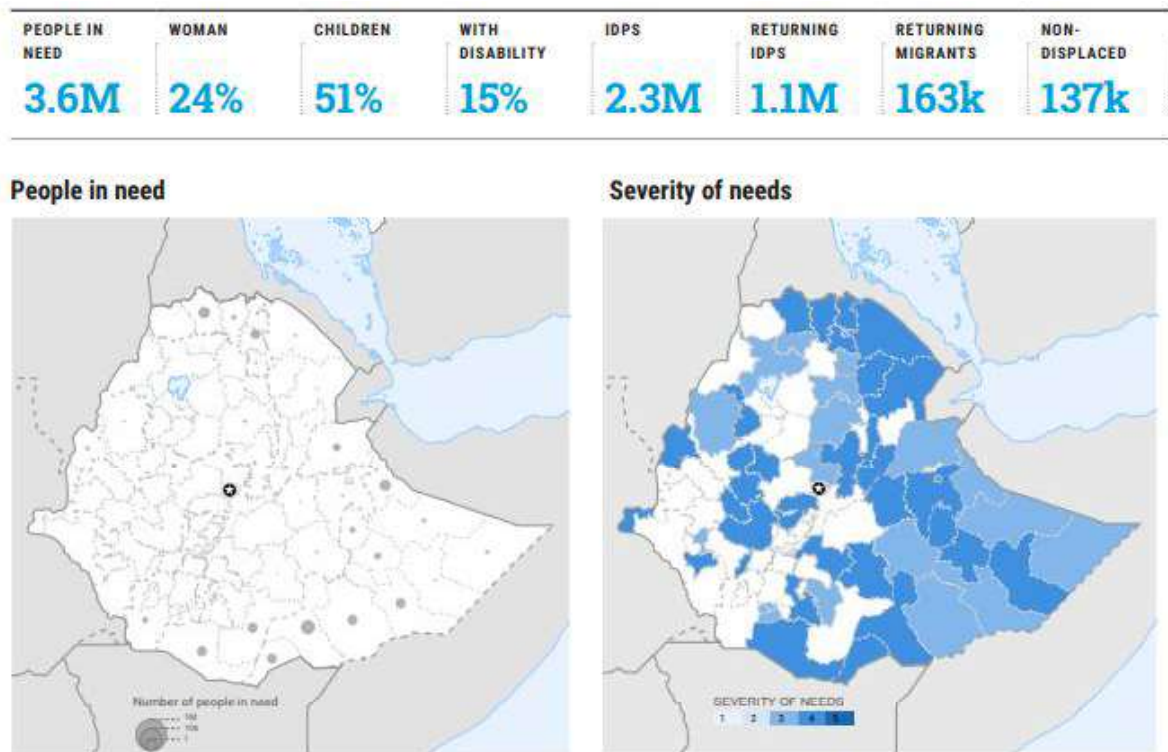 PEOPLE IN NEED
3.6M
WOMAN
24%
CHILDREN
51%
WITH DISABILITY
15%
IDPS
2.3M
RETURNING IDPS
1.1M
RETURNING MIGRANTS
163k
NON-DISPLACED
137k
People in need
Severity of needs
Number of people in need
1M
1
SEVERITY OF NEEDS
1 2 3 4 5